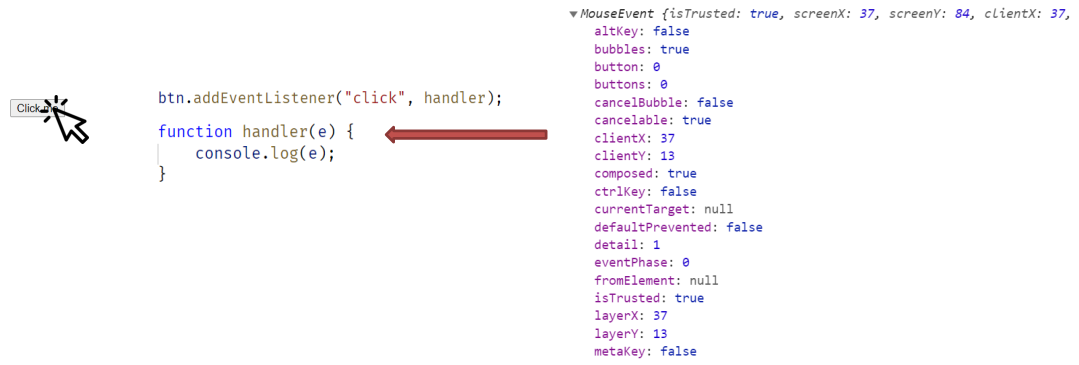 Click me
btn.addEventListener("click", handler);
function handler(e) {
console.log(e);
}
MouseEvent {isTrusted: true, screenX: 37, screenY: 84, clientX: 37,
altKey: false
bubbles: true
button: 0
buttons: 0
cancelBubble: false
cancelable: true
clientX: 37
clientY: 13
composed: true
ctrlKey: false
currentTarget: null
defaultPrevented: false
detail: 1
eventPhase: 0
fromElement: null
isTrusted: true
layerX: 37
layerY: 13
metaKey: false